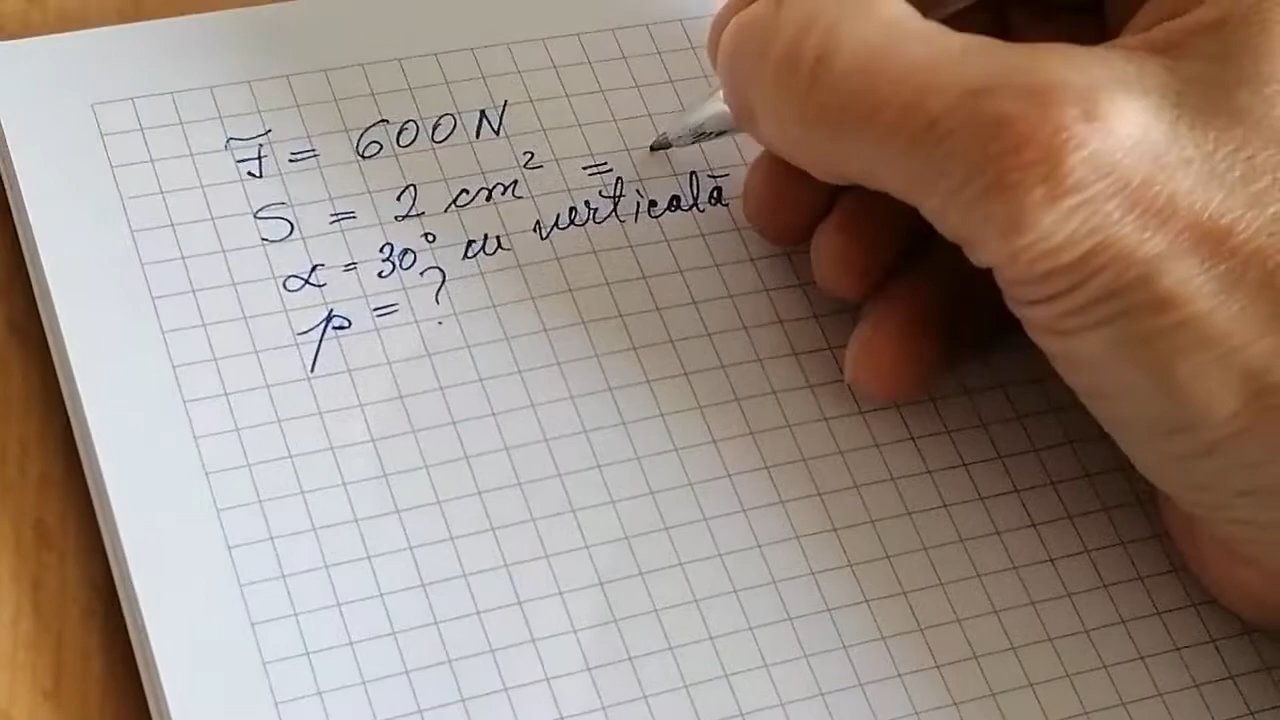 F = 600 N
S = 2 cm² =
α = 30° cu verticală
p = ?